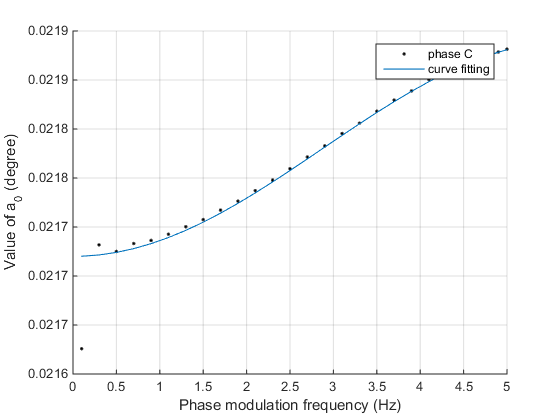 0.0219
0.0219
0.0218
0.0218
0.0217
0.0217
0.0217
0.0216
Value of a0 (degree)
phase C
curve fitting
0 0.5 1 1.5 2 2.5 3 3.5 4 4.5 5
Phase modulation frequency (Hz)